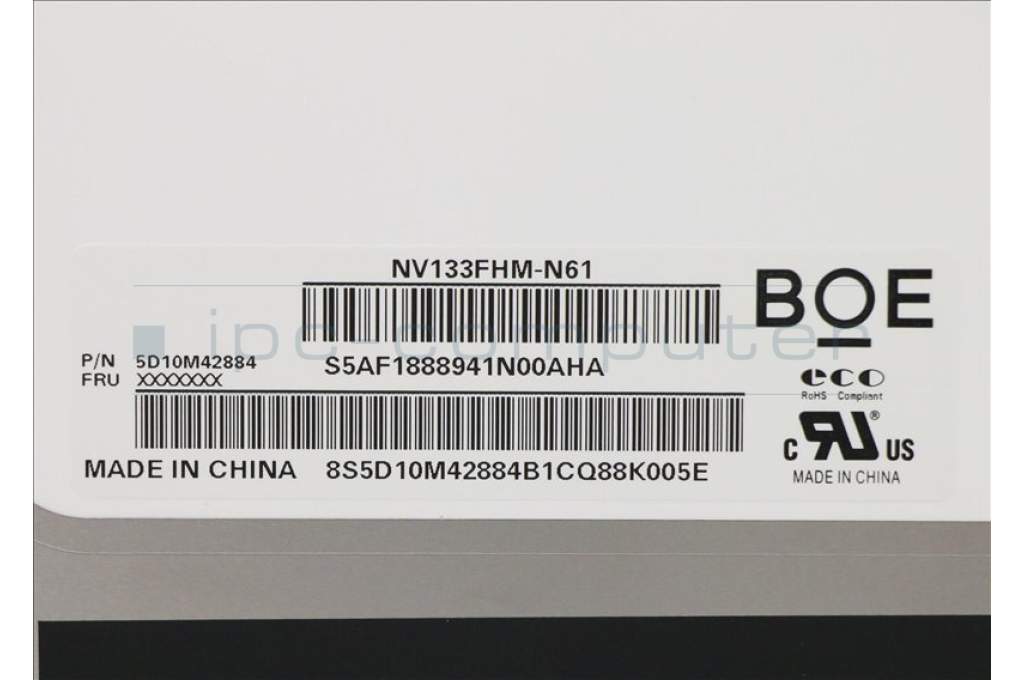 NV133FHM-N61
BOE
ipc-computer
P/N 5D10M42884
S5AF1888941N00AHA
FRU XXXXXXX
eco
RoHS Compliant
c RU ® US
MADE IN CHINA 8S5D10M42884B1CQ88K005E
MADE IN CHINA